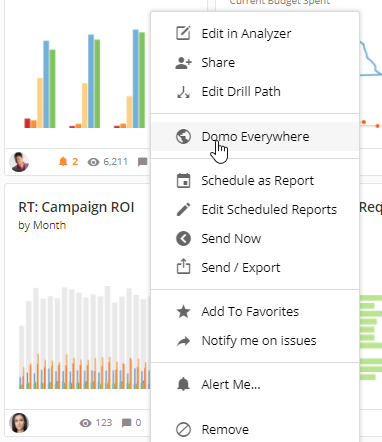 Current Budget Spent
Edit in Analyzer
Share
Edit Drill Path
Domo Everywhere
2
6,211
Schedule as Report
RT: Campaign ROI
Edit Scheduled Reports
Req
by Month
Send Now
Send / Export
Add To Favorites
Notify me on issues
Alert Me...
123
0
Remove